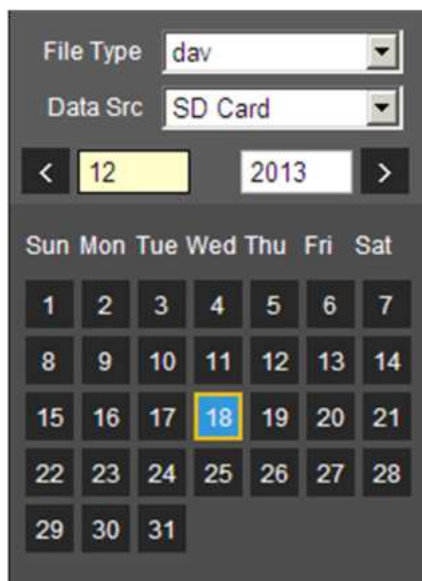 File Type dav
Data Src SD Card
< 12 2013 >
Sun Mon Tue Wed Thu Fri Sat
1 2 3 4 5 6 7
8 9 10 11 12 13 14
15 16 17 18 19 20 21
22 23 24 25 26 27 28
29 30 31